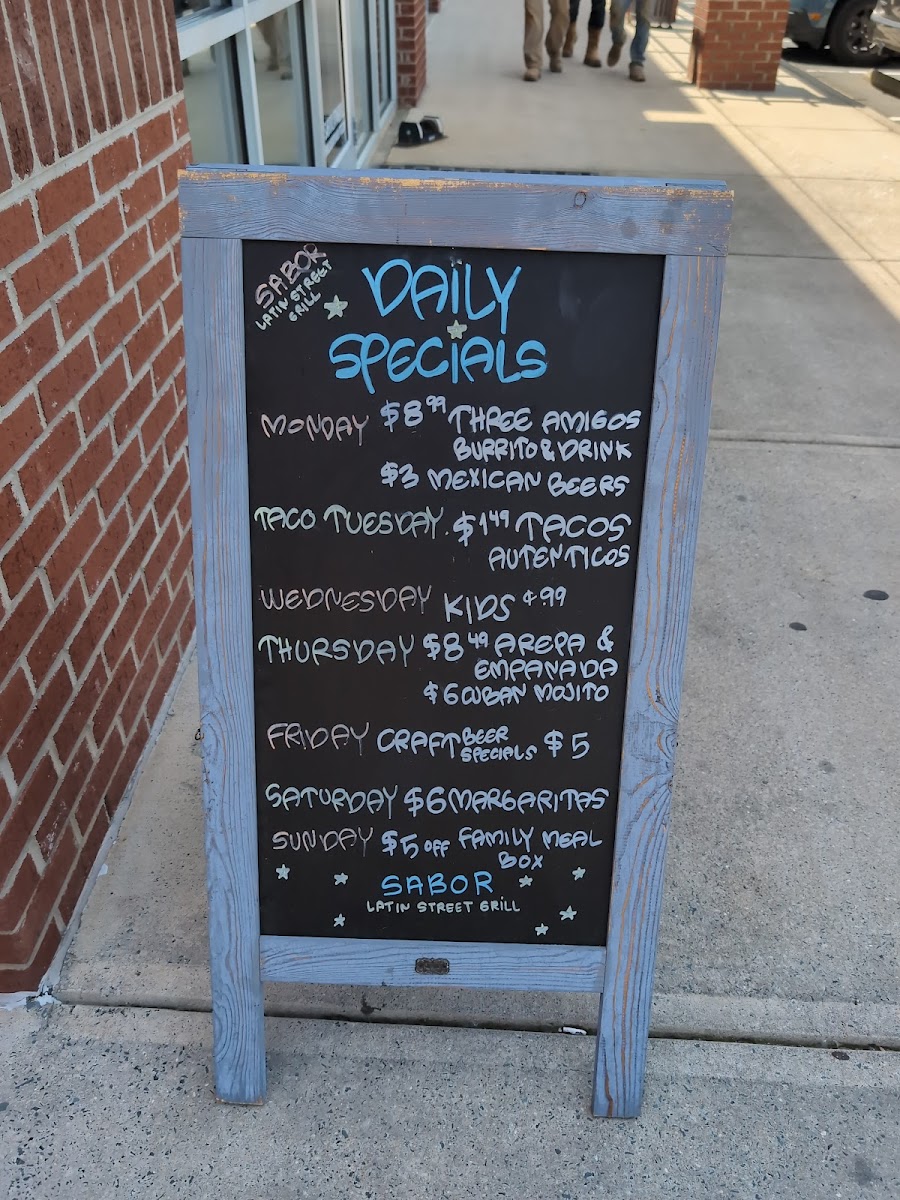 SABOR
LATIN STREET
GRILL
DAILY
SPECIALS
MONDAY $8.99 THREE AMIGOS
BURRITO & DRINK
$3 MEXICAN BEERS
TACO TUESDAY. $1.49 TACOS
AUTENTICOS
WEDNESDAY KIDS ¢.99
THURSDAY $8.49 AREPA &
EMPANADA
$6 CUBAN MOJITO
FRIDAY CRAFT BEER SPECIALS $5
SATURDAY $6 MARGARITAS
SUNDAY $5 OFF FAMILY MEAL
BOX
SABOR
LATIN STREET GRILL